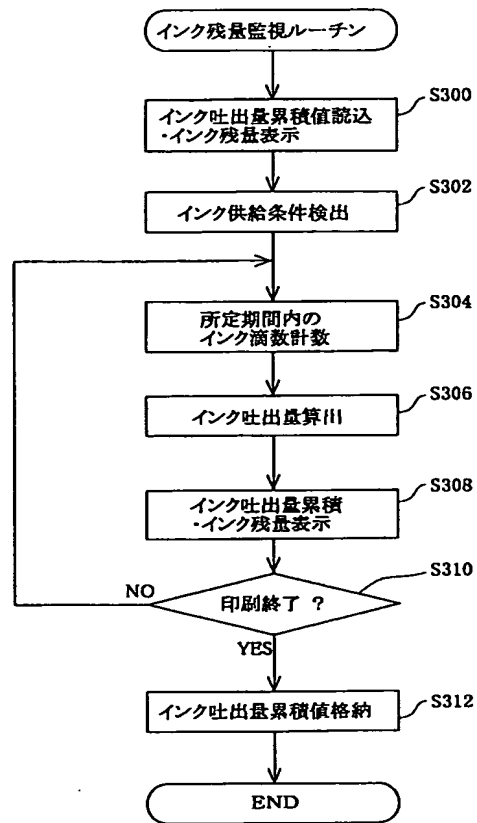 インク残量監視ルーチン
S300
インク吐出量累積値読込
・インク残量表示
S302
インク供給条件検出
S304
所定期間内の
インク滴数計数
S306
インク吐出量算出
S308
インク吐出量累積
・インク残量表示
S310
NO
印刷終了 ?
YES
S312
インク吐出量累積値格納
END